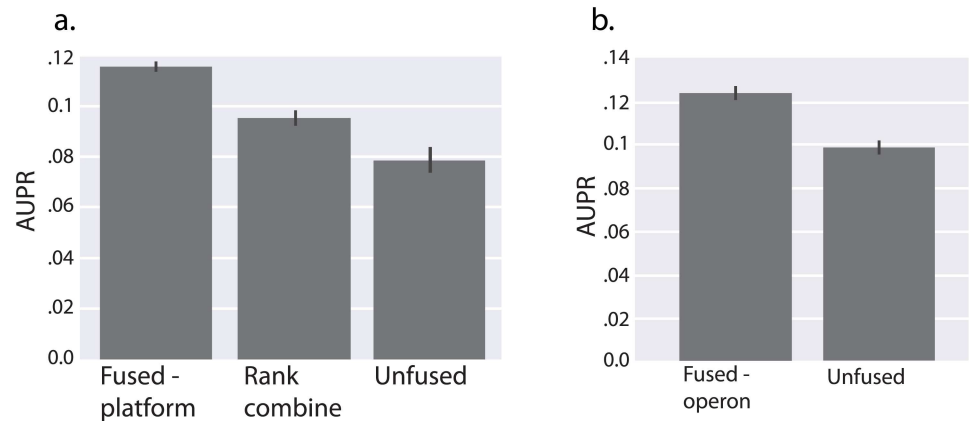 a.
AUPR
.12
0.1
.08
.06
.04
.02
0.0
Fused -
platform
Rank
combine
Unfused
b.
AUPR
.14
.12
0.1
.08
.06
.04
.02
0.0
Fused -
operon
Unfused